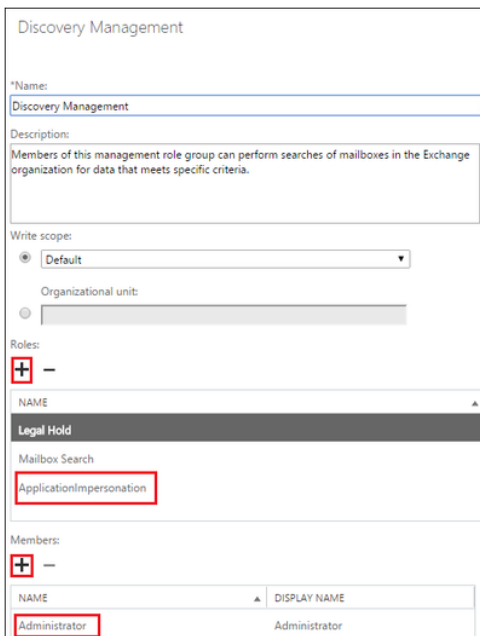 Discovery Management
*Name:
Discovery Management
Description:
Members of this management role group can perform searches of mailboxes in the Exchange
organization for data that meets specific criteria.
Write scope:
Default
Organizational unit:
Roles:
NAME
Legal Hold
Mailbox Search
ApplicationImpersonation
Members:
NAME DISPLAY NAME
Administrator Administrator